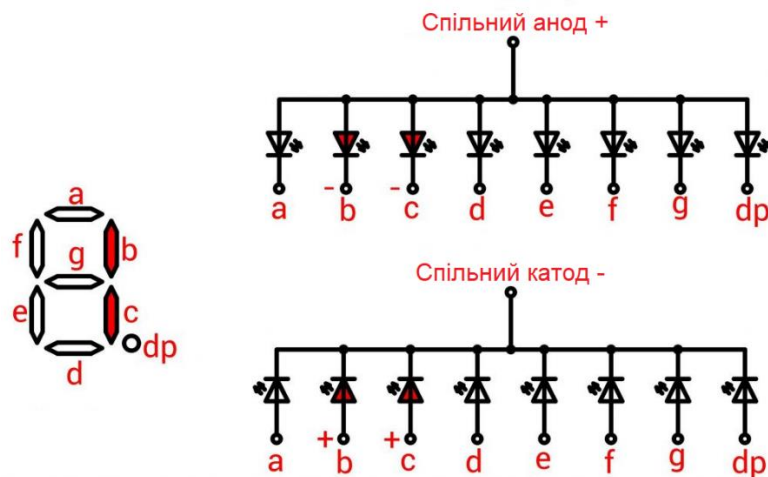 Спільний анод +
- -
a b c d e f g dp
a
f g b
e c
d dp
Спільний катод -
+ +
a b c d e f g dp